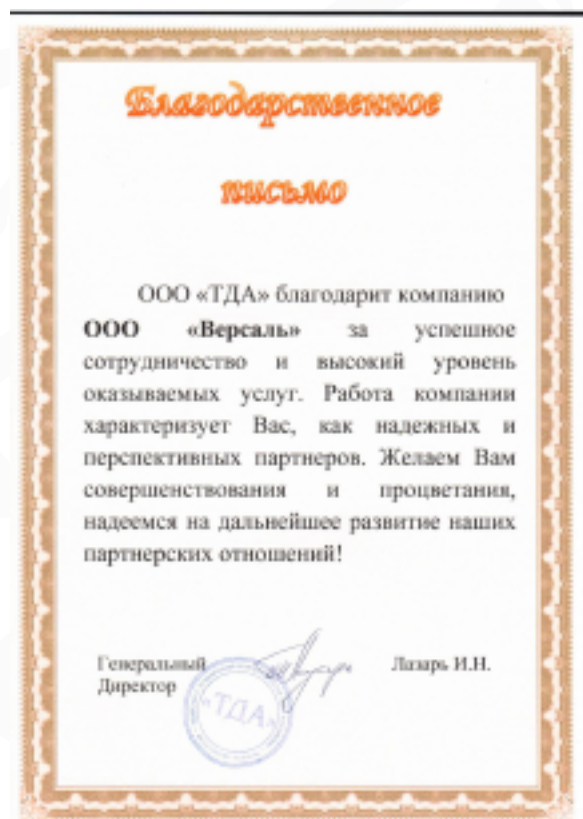 Благодарственное
письмо
ООО «ТДА» благодарит компанию
ООО «Версаль» за успешное
сотрудничество и высокий уровень
оказываемых услуг. Работа компании
характеризует Вас, как надежных и
перспективных партнеров. Желаем Вам
совершенствования и процветания,
надеемся на дальнейшее развитие наших
партнерских отношений!
Генеральный Лазарь И.Н.
Директор
«ТДА»